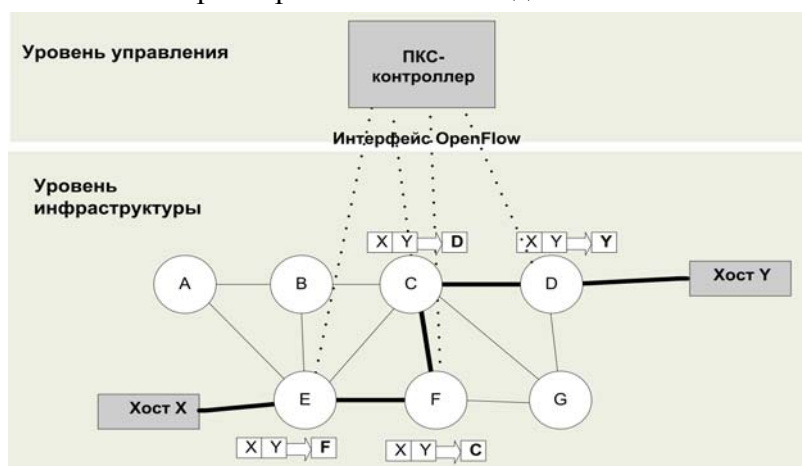 Уровень управления
ПКС-
контроллер
Интерфейс OpenFlow
Уровень
инфраструктуры
X Y D
X Y Y
A
B
C
D
Хост Y
Хост X
E
F
G
X Y F
X Y C